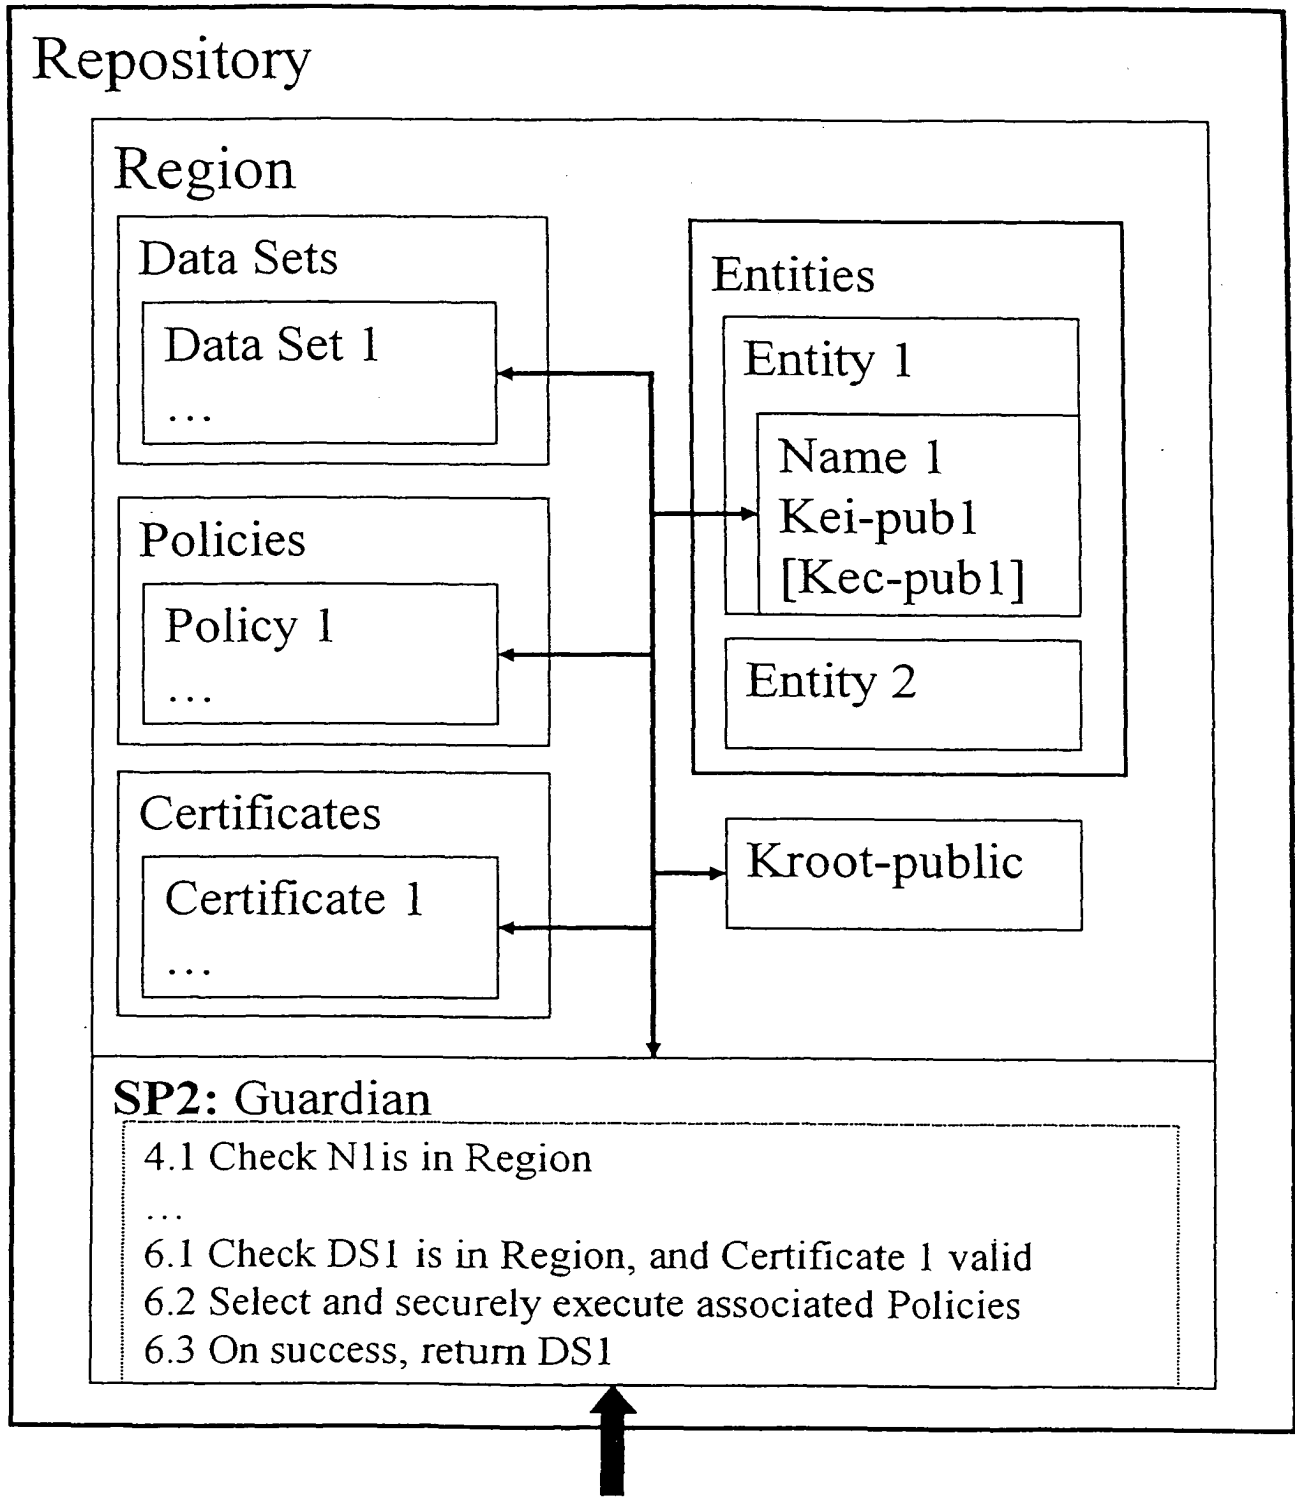 Repository
Region
Data Sets
Data Set 1
...
Policies
Policy 1
...
Certificates
Certificate 1
...
Entities
Entity 1
Name 1
Kei-pub1
[Kec-pub1]
Entity 2
Kroot-public
SP2: Guardian
4.1 Check N1is in Region
...
6.1 Check DS1 is in Region, and Certificate 1 valid
6.2 Select and securely execute associated Policies
6.3 On success, return DS1